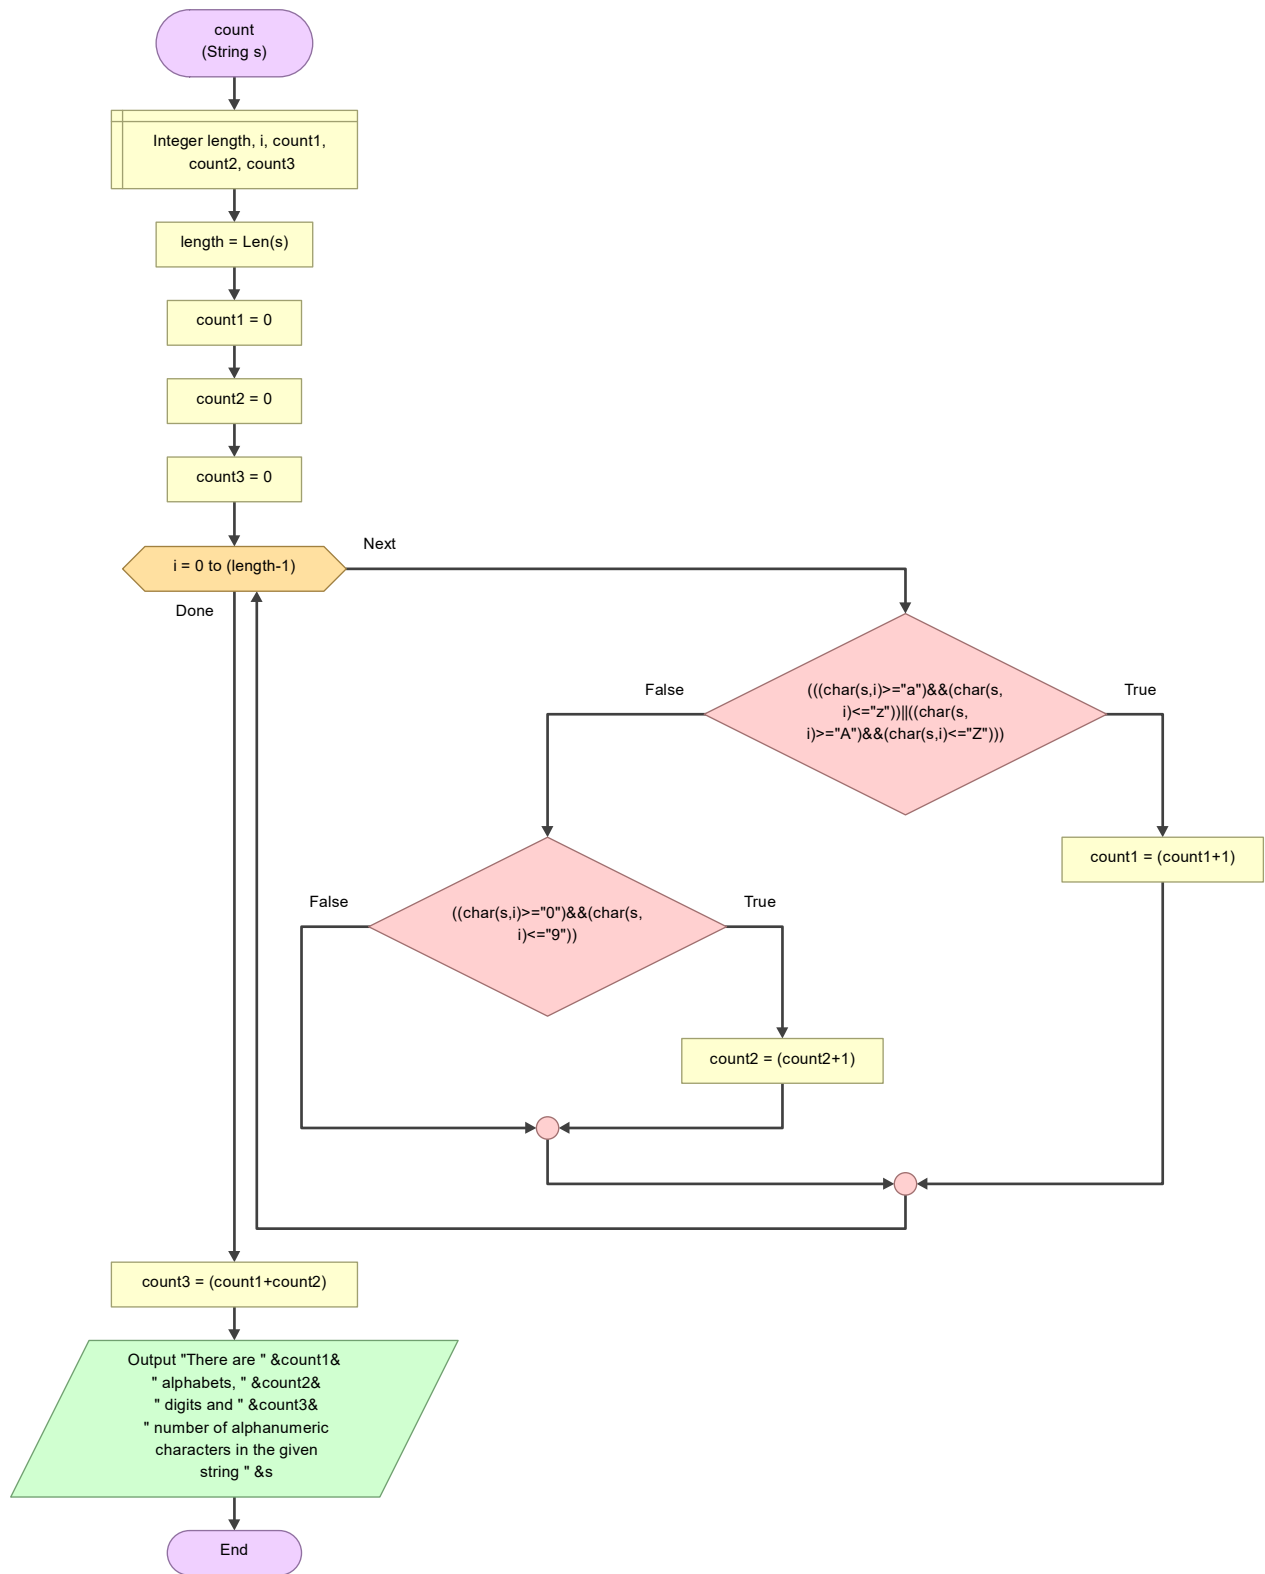 count
(String s)
Integer length, i, count1,
count2, count3
length = Len(s)
count1 = 0
count2 = 0
count3 = 0
Next
i = 0 to (length-1)
Done
False
(((char(s,i)>="a")&&(char(s,
i)<="z"))||((char(s,
i)>="A")&&(char(s,i)<="Z")))
True
count1 = (count1+1)
False
((char(s,i)>="0")&&(char(s,
i)<="9"))
True
count2 = (count2+1)
count3 = (count1+count2)
Output "There are " &count1&
" alphabets, " &count2&
" digits and " &count3&
" number of alphanumeric
characters in the given
string " &s
End